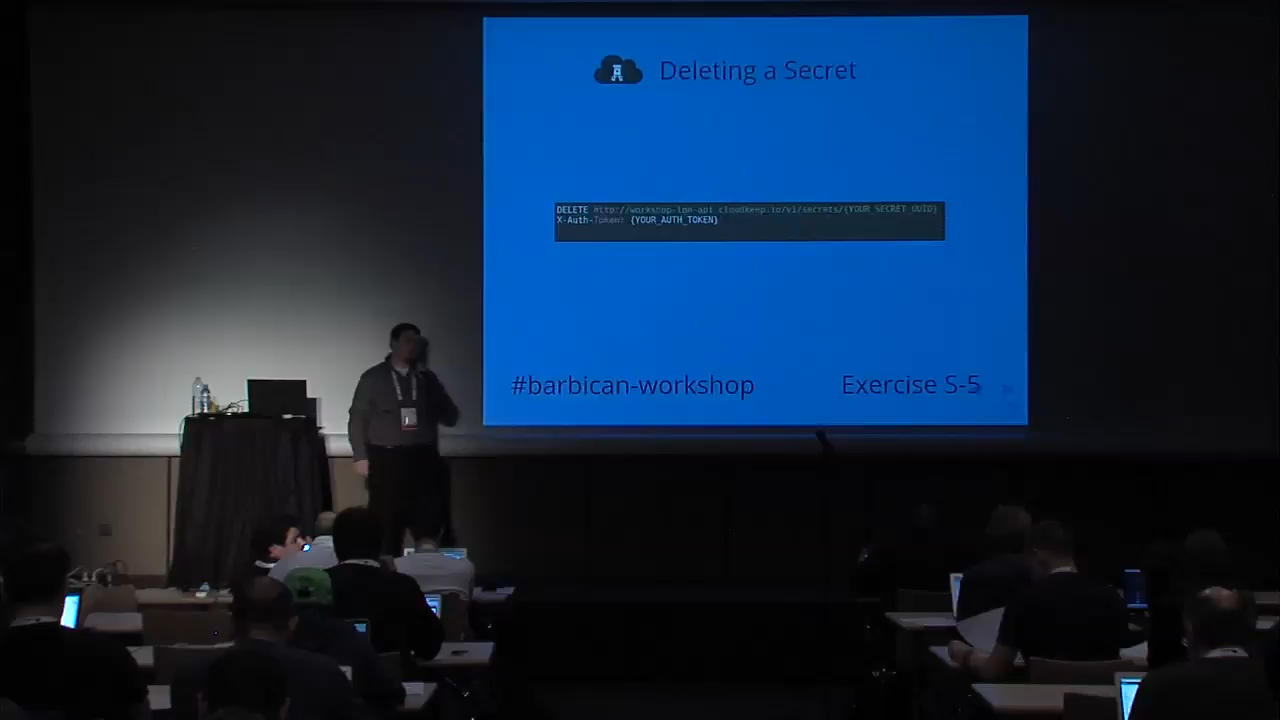 Deleting a Secret
DELETE http://workshop-lon-api.cloudkeep.io/v1/secrets/{YOUR_SECRET_UUID}
X-Auth-Token: {YOUR_AUTH_TOKEN}
#barbican-workshop
Exercise S-5